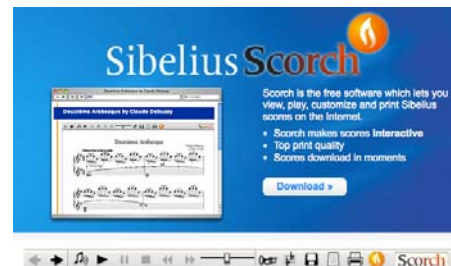 Sibelius Scorch
Deuxième Arabesque by Claude Debussy
Scorch is the free software which lets you
view, play, customize and print Sibelius
scores on the Internet.
• Scorch makes scores interactive
• Top print quality
• Scores download in moments
Download »
Scorch